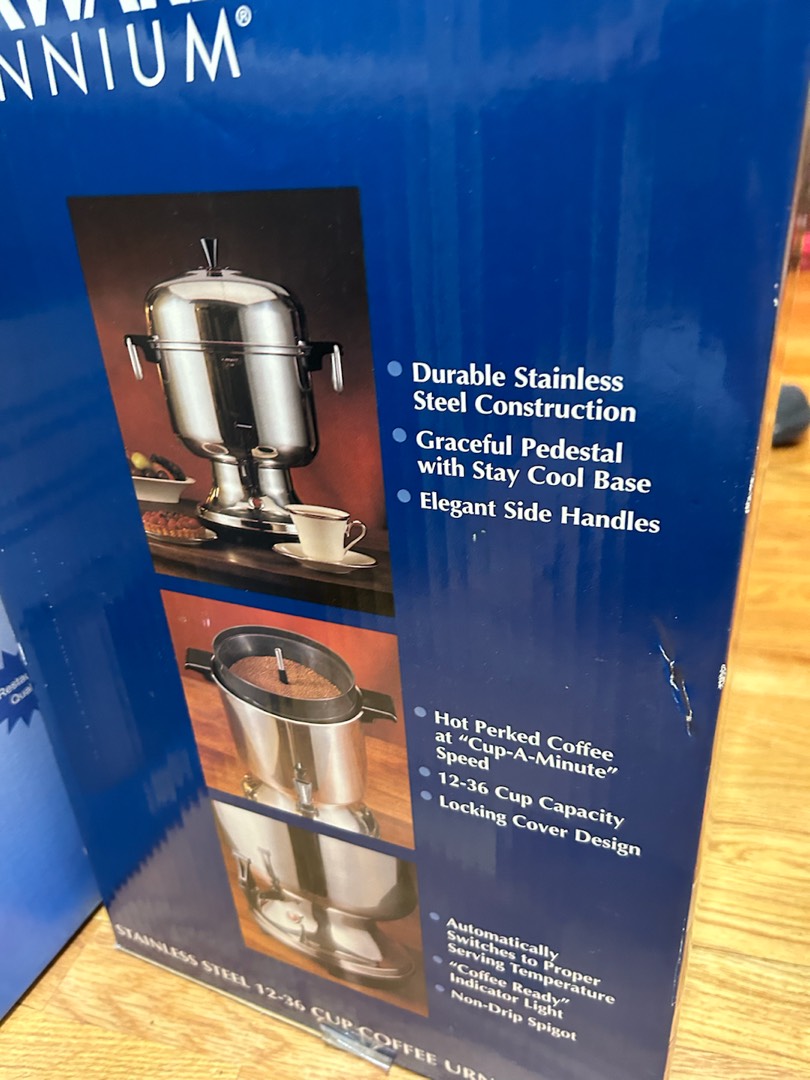 NNIUM®
Durable Stainless
Steel Construction
Graceful Pedestal
with Stay Cool Base
Elegant Side Handles
Hot Perked Coffee
at “Cup-A-Minute”
Speed
12-36 Cup Capacity
Locking Cover Design
Automatically
Switches to Proper
Serving Temperature
“Coffee Ready”
Indicator Light
Non-Drip Spigot
STAINLESS STEEL 12-36 CUP COFFEE URN